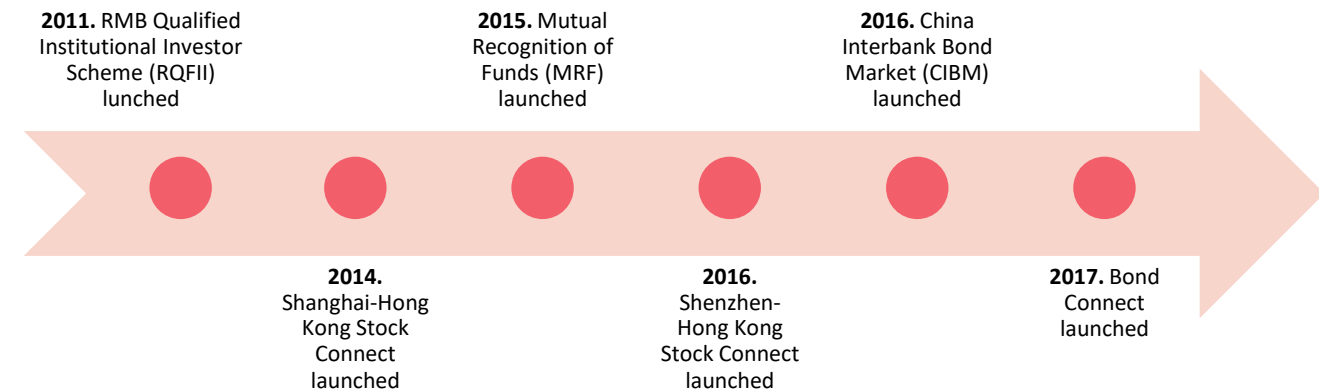 2011. RMB Qualified
Institutional Investor
Scheme (RQFII)
lunched
2014.
Shanghai-Hong
Kong Stock
Connect
launched
2015. Mutual
Recognition of
Funds (MRF)
launched
2016.
Shenzhen-
Hong Kong
Stock Connect
launched
2016. China
Interbank Bond
Market (CIBM)
launched
2017. Bond
Connect
launched